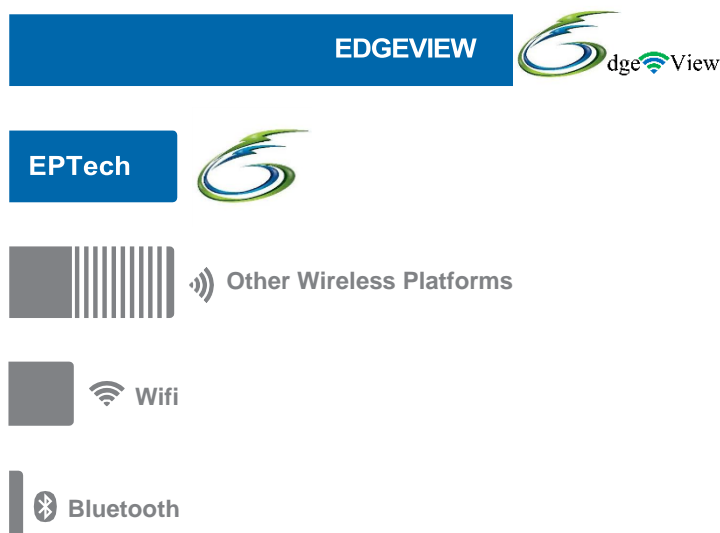 EDGEVIEW
dge View
EPTech
Other Wireless Platforms
Wifi
Bluetooth